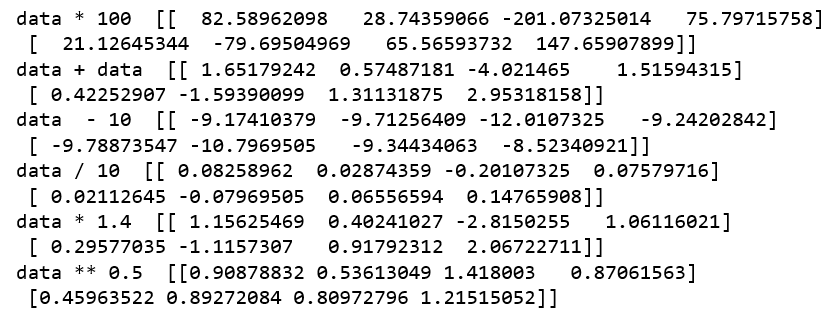 data * 100  [[  82.58962098   28.74359066 -201.07325014   75.79715758]
 [  21.12645344  -79.69504969   65.56593732  147.65907899]]
data + data  [[ 1.65179242  0.57487181 -4.021465    1.51594315]
 [ 0.42252907 -1.59390099  1.31131875  2.95318158]]
data  - 10  [[ -9.17410379  -9.71256409 -12.0107325   -9.24202842]
 [ -9.78873547 -10.7969505   -9.34434063  -8.52340921]]
data / 10  [[ 0.08258962  0.02874359 -0.20107325  0.07579716]
 [ 0.02112645 -0.07969505  0.06556594  0.14765908]]
data * 1.4  [[ 1.15625469  0.40241027 -2.8150255   1.06116021]
 [ 0.29577035 -1.1157307   0.91792312  2.06722711]]
data ** 0.5  [[0.90878832 0.53613049 1.418003   0.87061563]
 [0.45963522 0.89272084 0.80972796 1.21515052]]